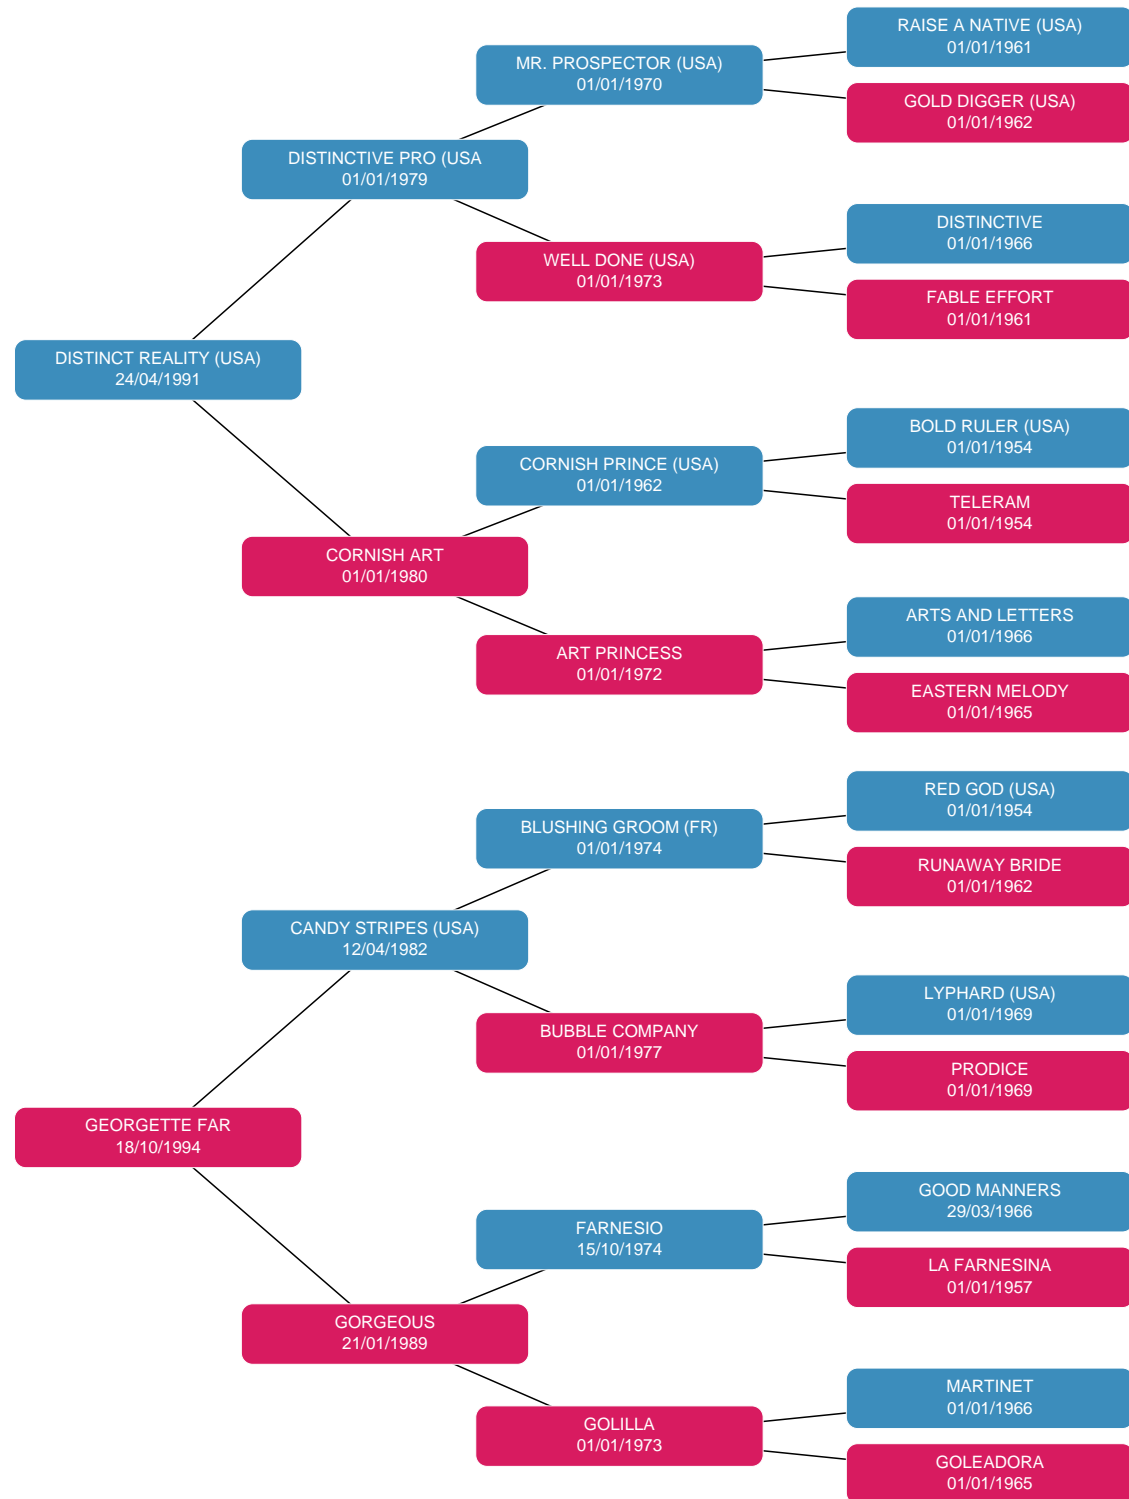 RAISE A NATIVE (USA)
01/01/1961
MR. PROSPECTOR (USA)
01/01/1970
GOLD DIGGER (USA)
01/01/1962
DISTINCTIVE PRO (USA
01/01/1979
DISTINCTIVE
01/01/1966
WELL DONE (USA)
01/01/1973
FABLE EFFORT
01/01/1961
DISTINCT REALITY (USA)
24/04/1991
BOLD RULER (USA)
01/01/1954
CORNISH PRINCE (USA)
01/01/1962
TELERAM
01/01/1954
CORNISH ART
01/01/1980
ARTS AND LETTERS
01/01/1966
ART PRINCESS
01/01/1972
EASTERN MELODY
01/01/1965
RED GOD (USA)
01/01/1954
BLUSHING GROOM (FR)
01/01/1974
RUNAWAY BRIDE
01/01/1962
CANDY STRIPES (USA)
12/04/1982
LYPHARD (USA)
01/01/1969
BUBBLE COMPANY
01/01/1977
PRODICE
01/01/1969
GEORGETTE FAR
18/10/1994
GOOD MANNERS
29/03/1966
FARNESIO
15/10/1974
LA FARNESINA
01/01/1957
GORGEOUS
21/01/1989
MARTINET
01/01/1966
GOLILLA
01/01/1973
GOLEADORA
01/01/1965